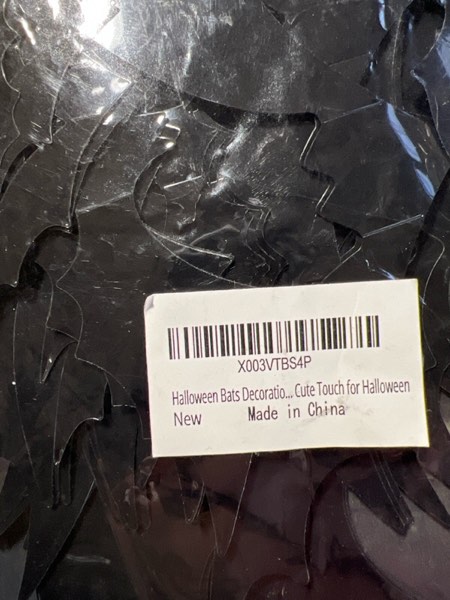 X003VTBS4P
Halloween Bats Decoratio... Cute Touch for Halloween
New Made in China